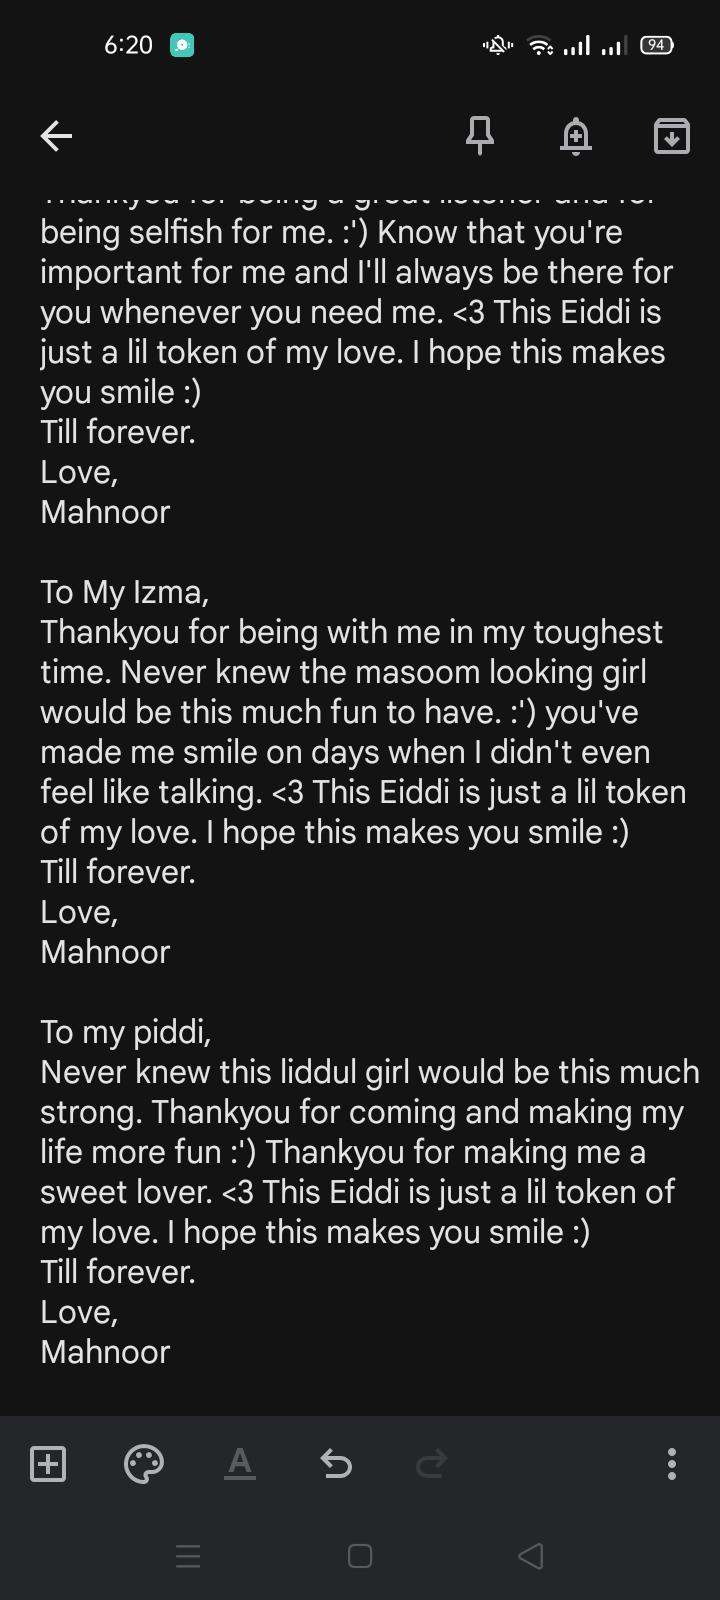 6:20
94
Thankyou for being a great listener and for
being selfish for me. :') Know that you're
important for me and I'll always be there for
you whenever you need me. <3 This Eiddi is
just a lil token of my love. I hope this makes
you smile :)
Till forever.
Love,
Mahnoor
To My Izma,
Thankyou for being with me in my toughest
time. Never knew the masoom looking girl
would be this much fun to have. :') you've
made me smile on days when I didn't even
feel like talking. <3 This Eiddi is just a lil token
of my love. I hope this makes you smile :)
Till forever.
Love,
Mahnoor
To my piddi,
Never knew this liddul girl would be this much
strong. Thankyou for coming and making my
life more fun :') Thankyou for making me a
sweet lover. <3 This Eiddi is just a lil token of
my love. I hope this makes you smile :)
Till forever.
Love,
Mahnoor
A